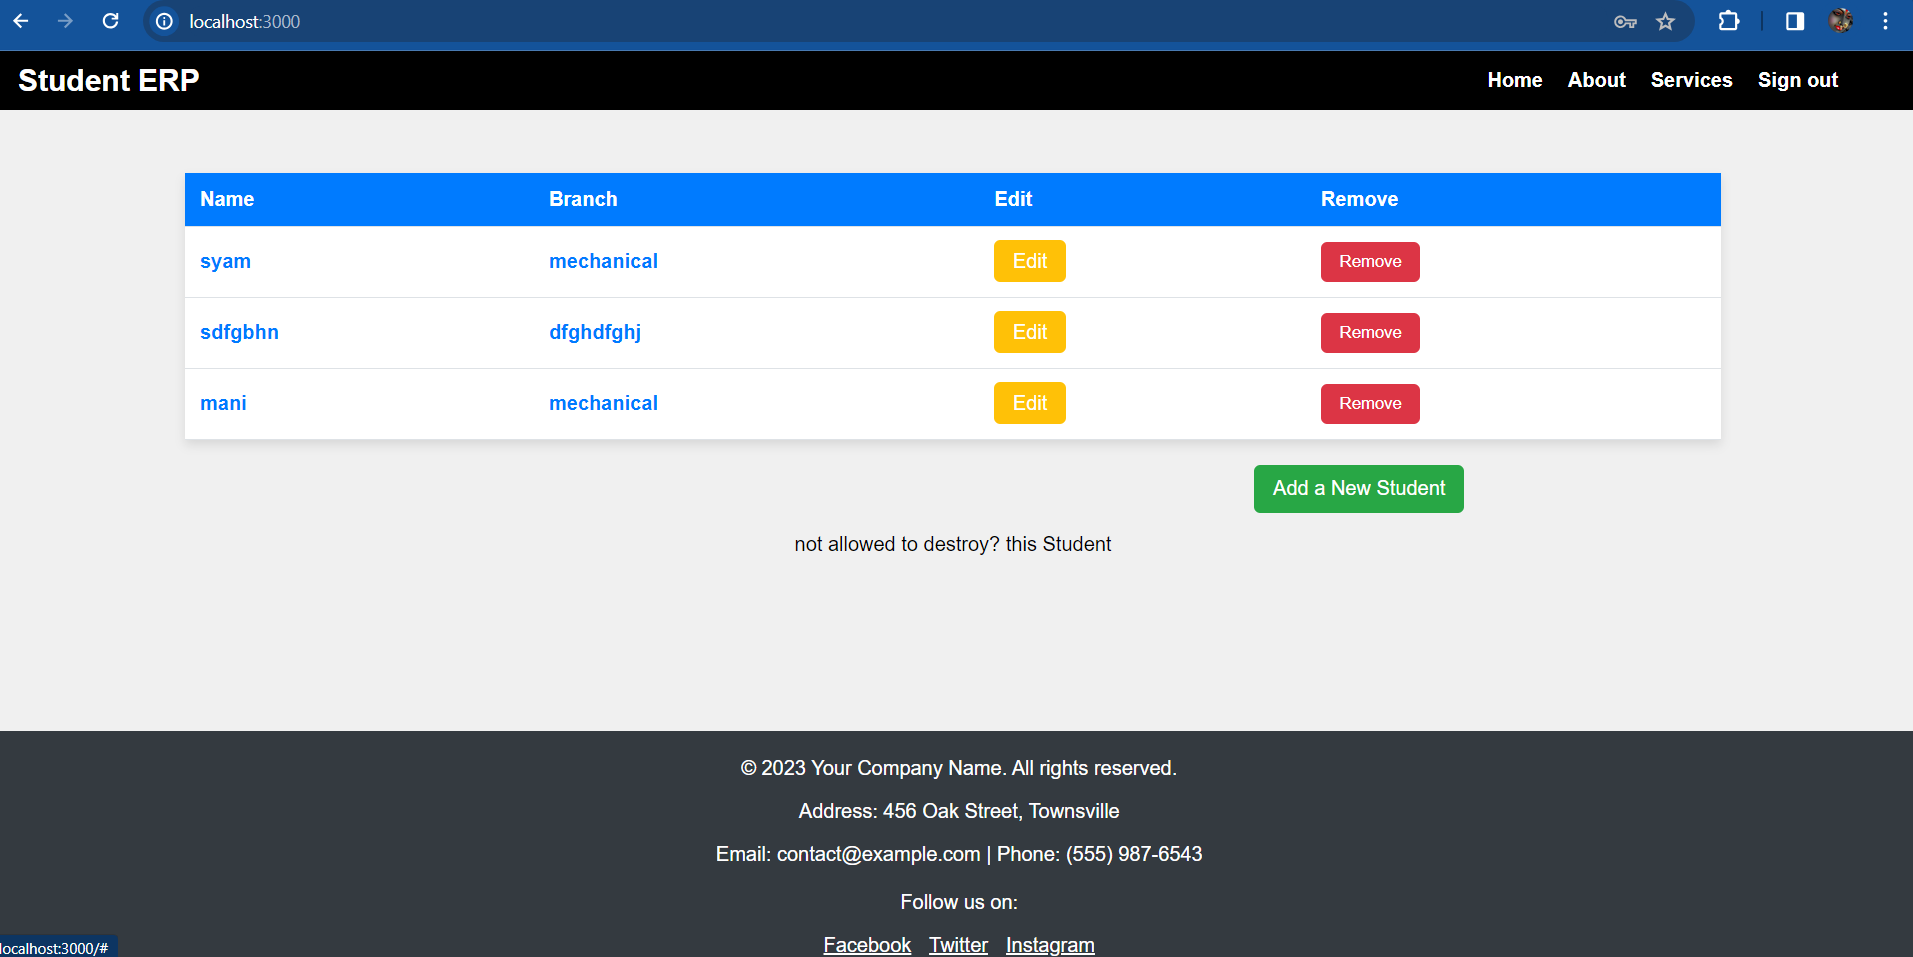 localhost:3000
Student ERP Home About Services Sign out
Name Branch Edit Remove
syam mechanical Edit Remove
sdfgbhn dfghdfghj Edit Remove
mani mechanical Edit Remove
Add a New Student
not allowed to destroy? this Student
© 2023 Your Company Name. All rights reserved.
Address: 456 Oak Street, Townsville
Email: contact@example.com | Phone: (555) 987-6543
Follow us on:
Facebook Twitter Instagram
localhost:3000/#